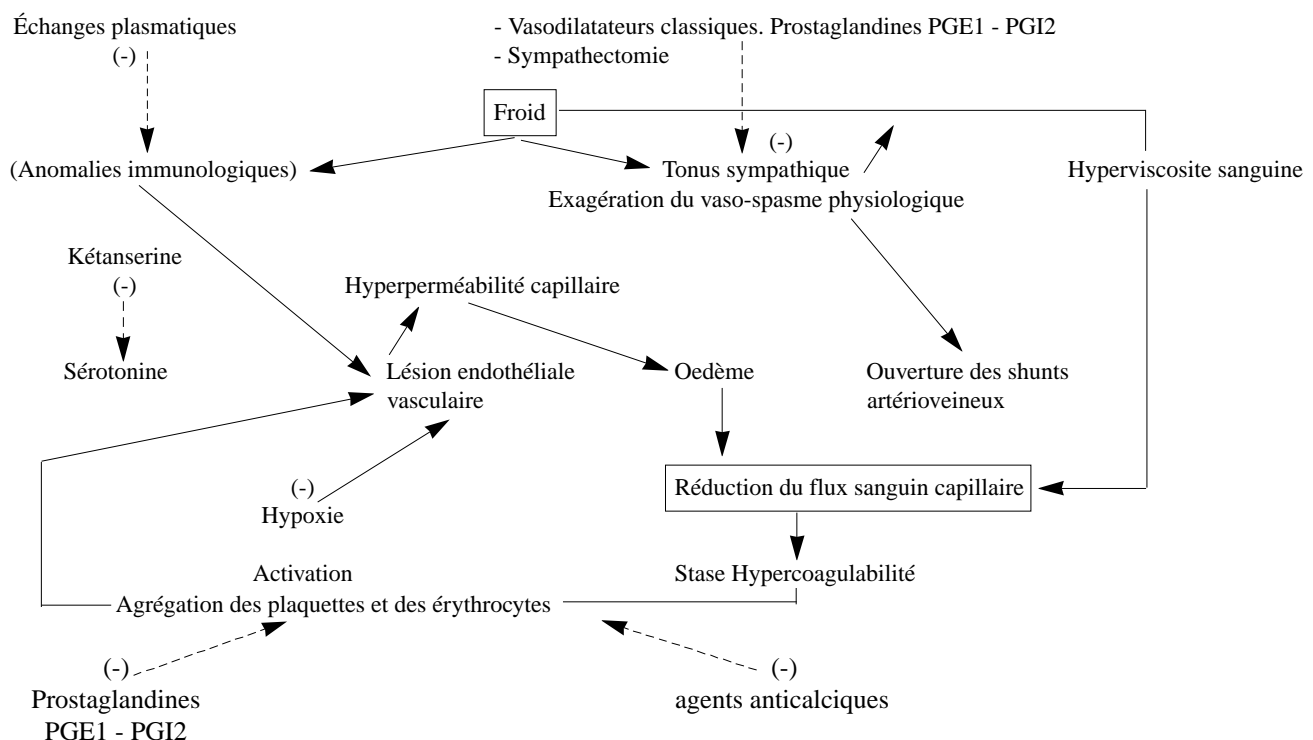 Échanges plasmatiques
(-)
- Vasodilatateurs classiques. Prostaglandines PGE1 - PGI2
- Sympathectomie
Froid
(-)
(Anomalies immunologiques)
Tonus sympathique
Exagération du vaso-spasme physiologique
Hyperviscosite sanguine
Kétanserine
(-)
Hyperperméabilité capillaire
Sérotonine
Lésion endothéliale
vasculaire
Oedème
Ouverture des shunts
artérioveineux
(-)
Hypoxie
Réduction du flux sanguin capillaire
Activation
Agrégation des plaquettes et des érythrocytes
Stase Hypercoagulabilité
(-)
Prostaglandines
PGE1 - PGI2
(-)
agents anticalciques